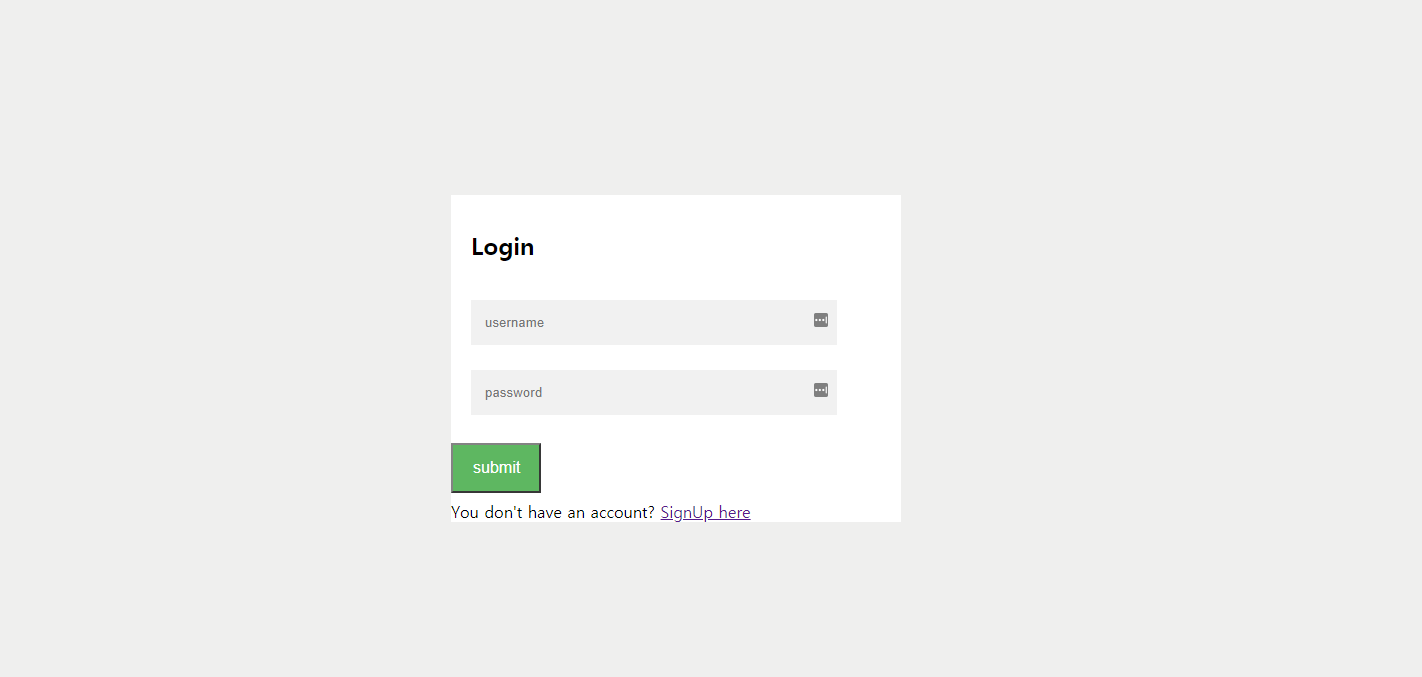 Login
username
password
submit
You don't have an account? SignUp here